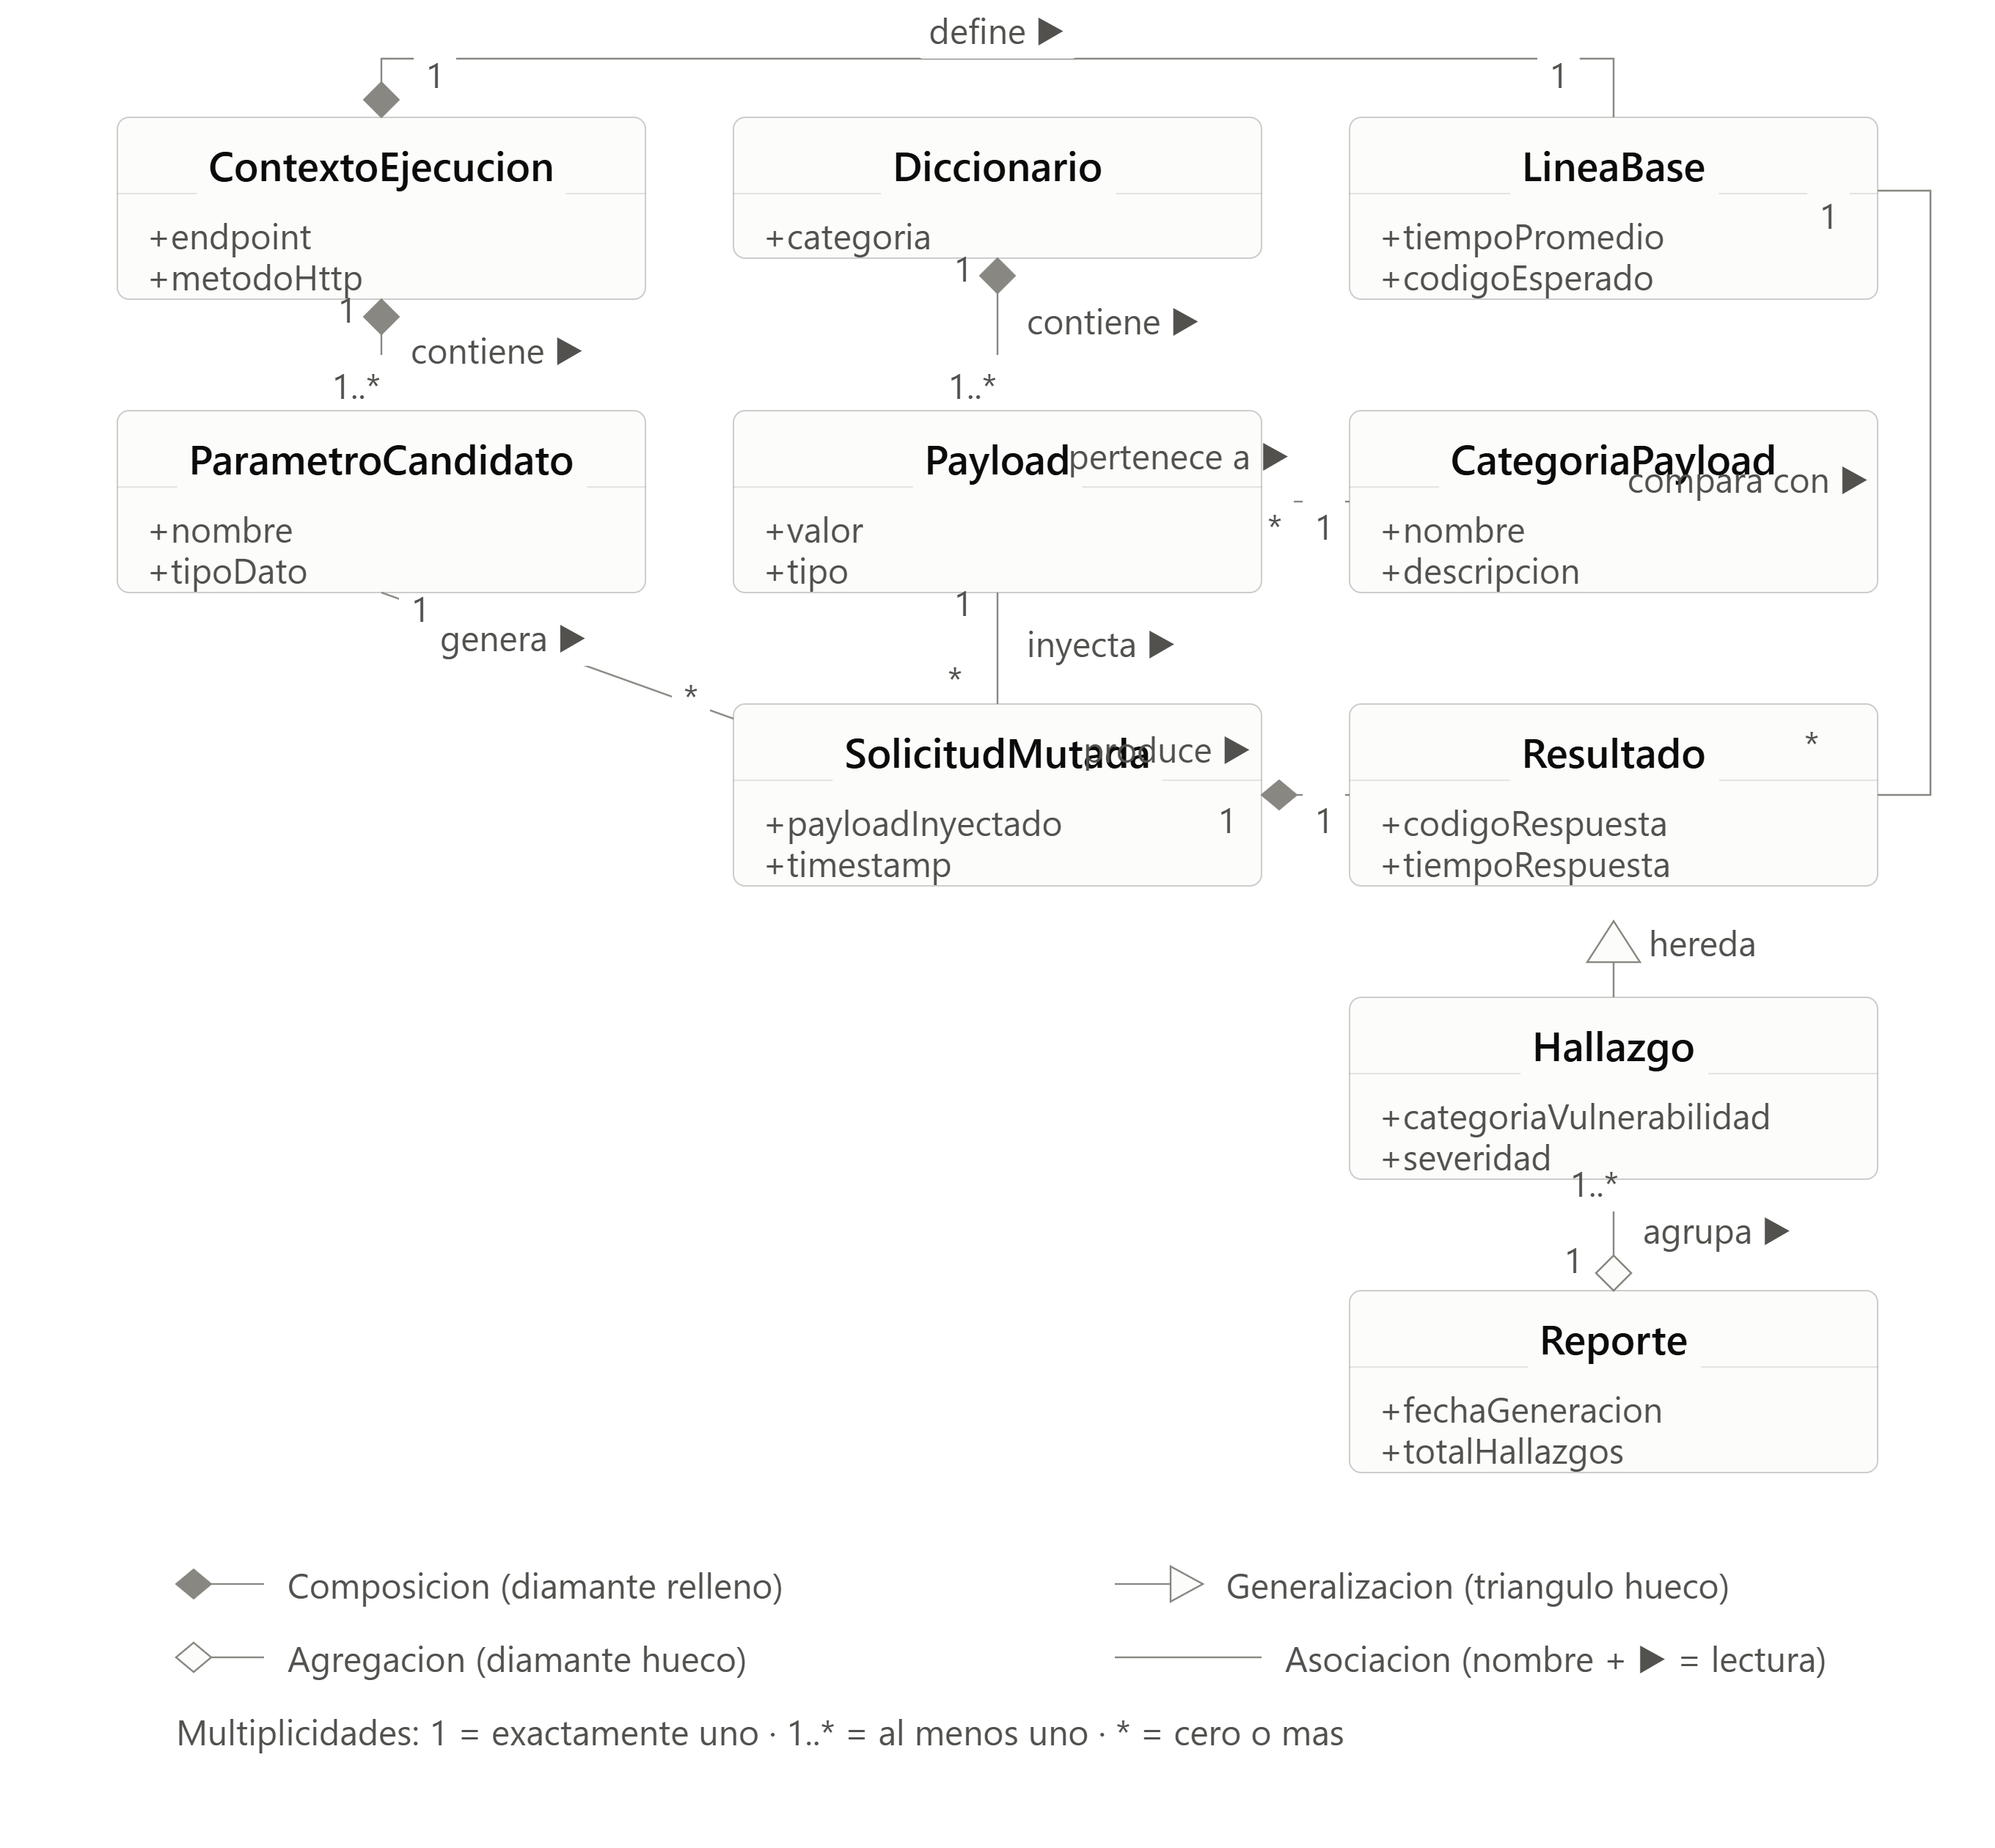 define ▶
1
1
ContextoEjecucion
+endpoint
+metodoHttp
Diccionario
+categoria
LineaBase
+tiempoPromedio
+codigoEsperado
1
1
contiene ▶
1..*
1
contiene ▶
1..*
ParametroCandidato
+nombre
+tipoDato
Payload
+valor
+tipo
pertenece a ▶
*
1
CategoriaPayload
+nombre
+descripcion
compara con ▶
1
genera ▶
*
1
inyecta ▶
*
SolicitudMutada
+payloadInyectado
+timestamp
produce ▶
1
1
Resultado
+codigoRespuesta
+tiempoRespuesta
*
hereda
Hallazgo
+categoriaVulnerabilidad
+severidad
1..*
agrupa ▶
1
Reporte
+fechaGeneracion
+totalHallazgos
Composicion (diamante relleno)
Generalizacion (triangulo hueco)
Agregacion (diamante hueco)
Asociacion (nombre + ▶ = lectura)
Multiplicidades: 1 = exactamente uno · 1..* = al menos uno · * = cero o mas